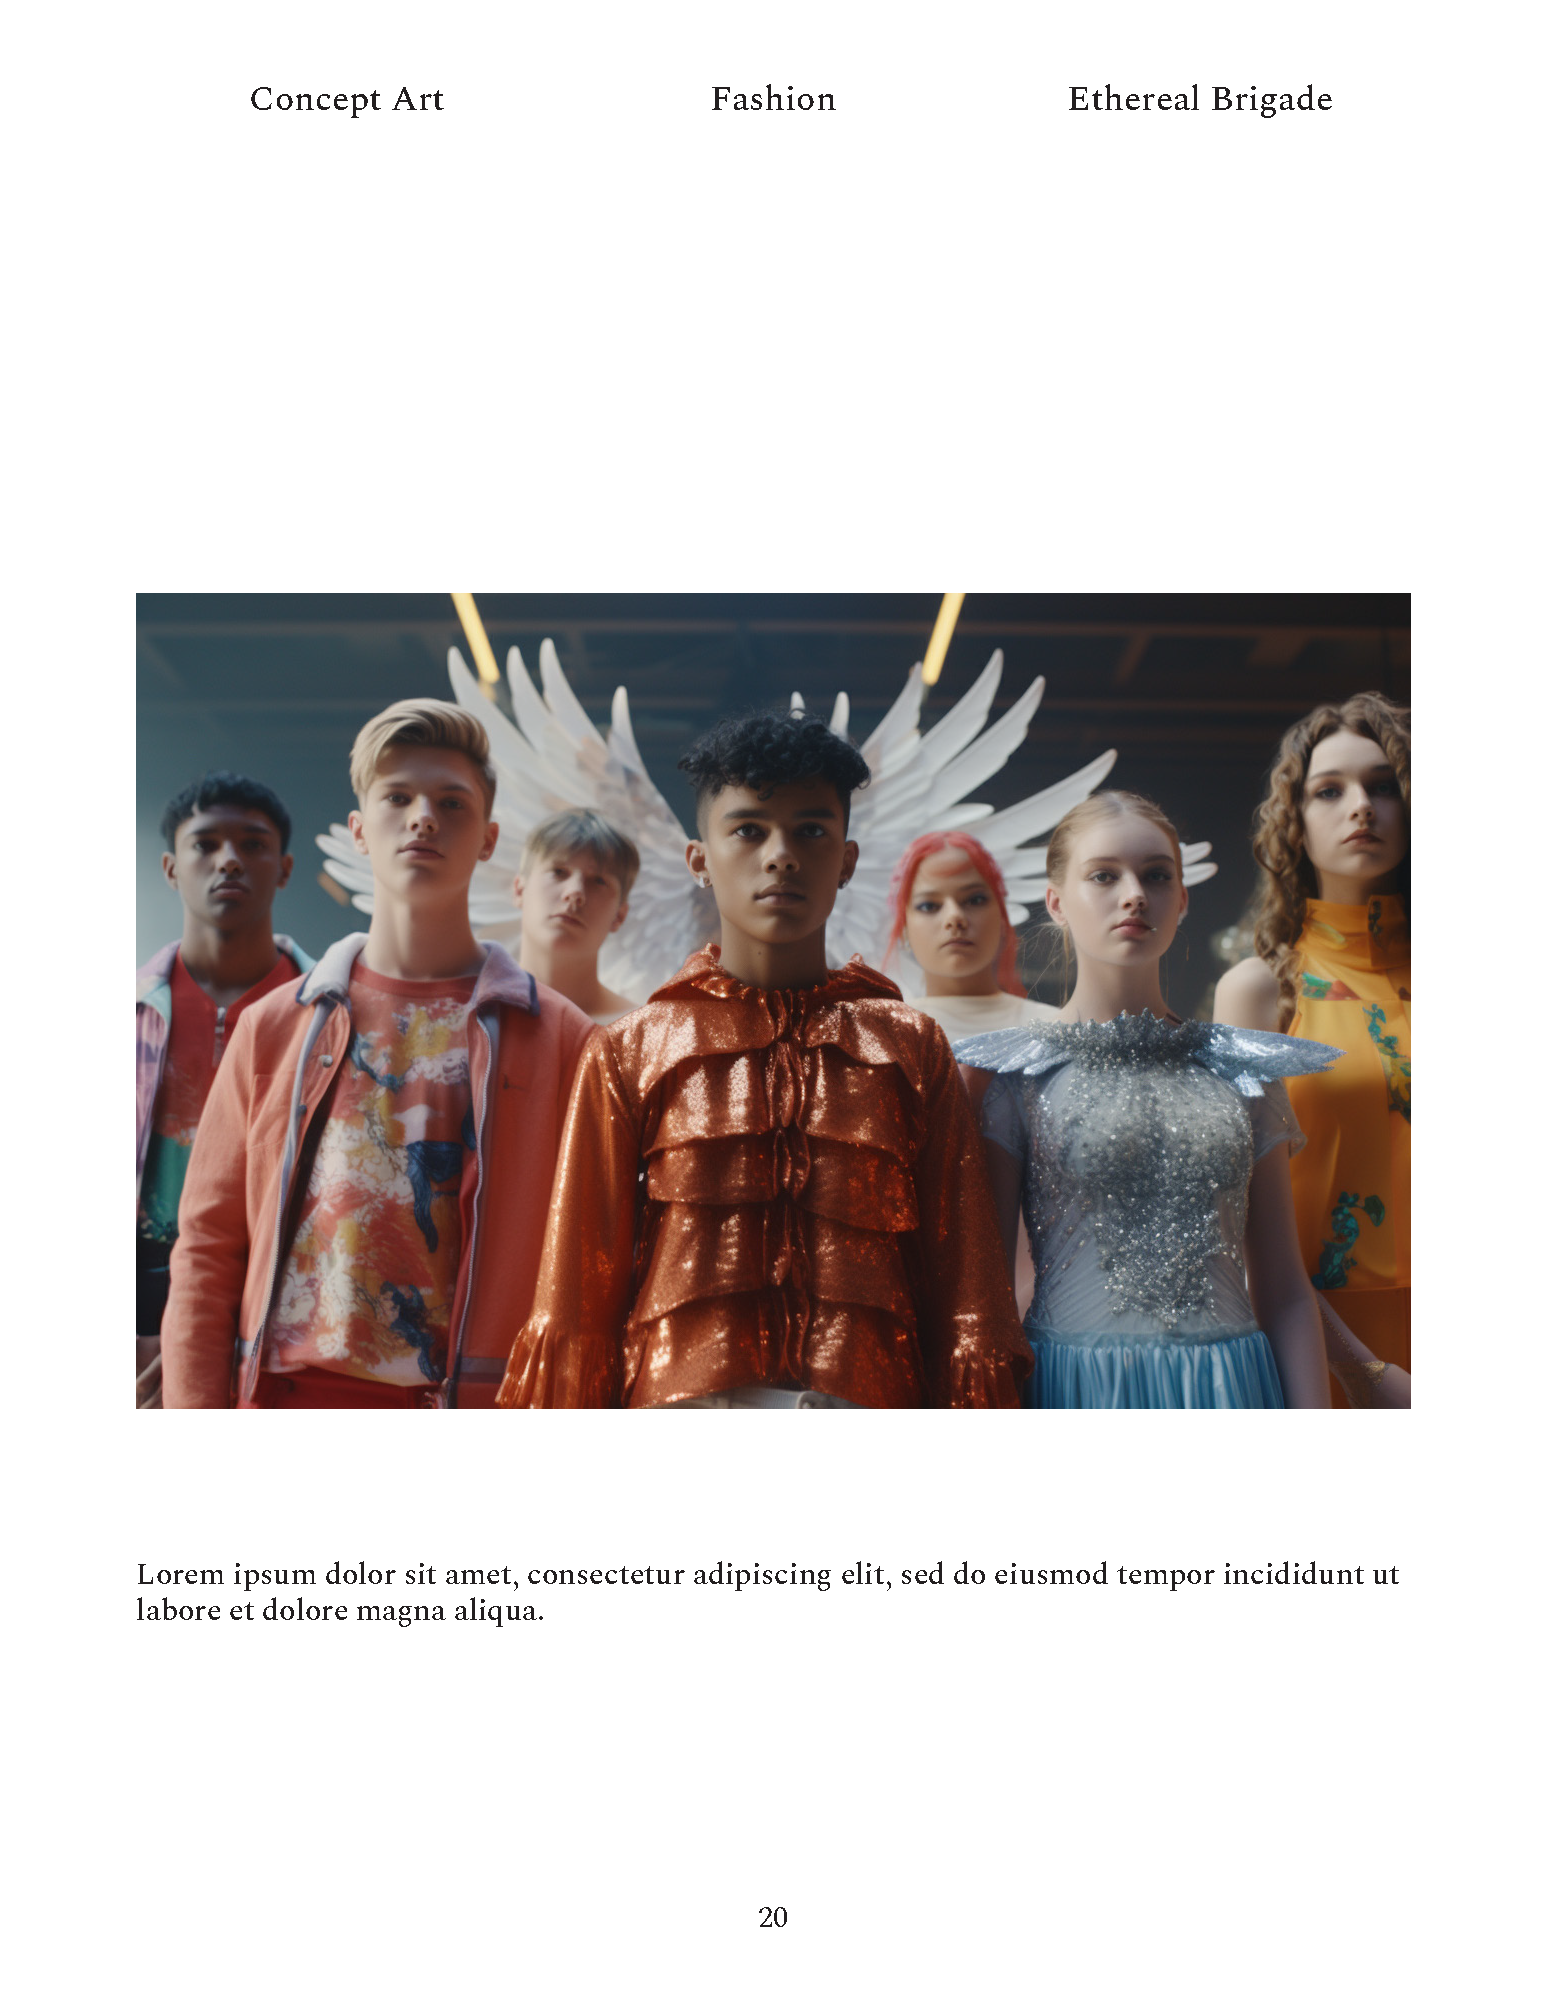 Concept Art Fashion Ethereal Brigade
Lorem ipsum dolor sit amet, consectetur adipiscing elit, sed do eiusmod tempor incididunt ut
labore et dolore magna aliqua.
20